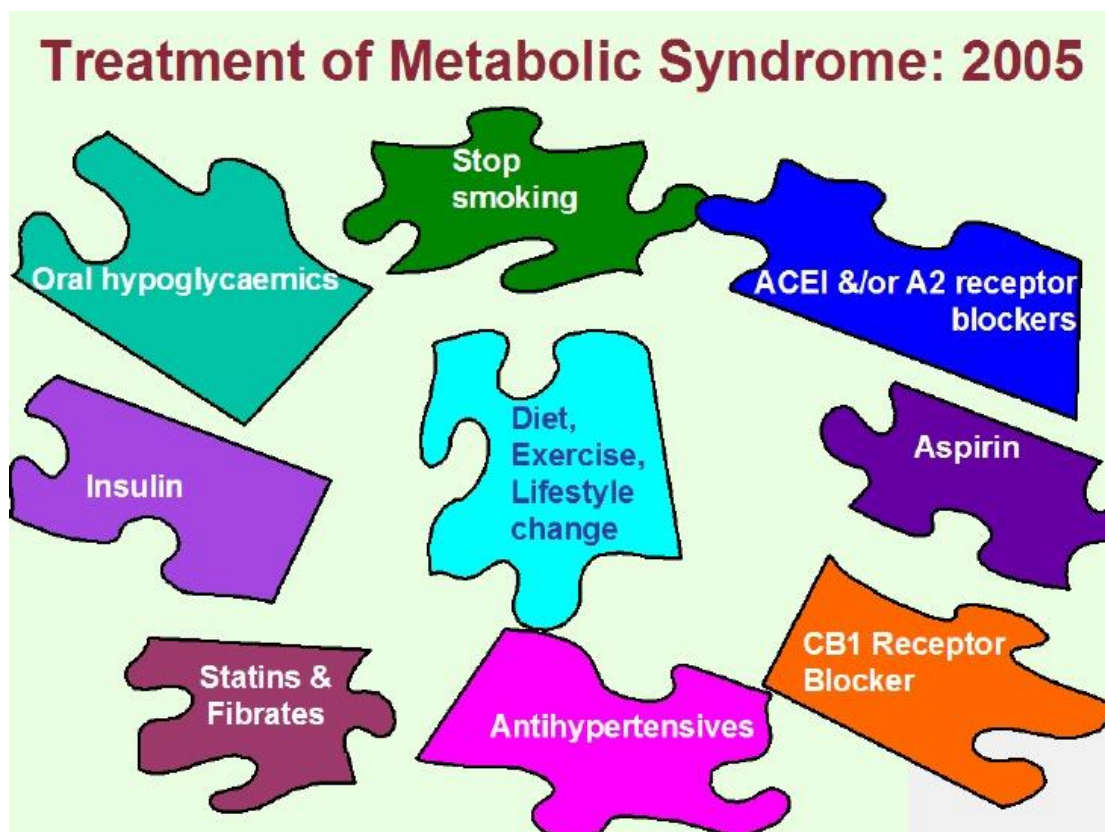 Treatment of Metabolic Syndrome: 2005
Stop
smoking
Oral hypoglycaemics
ACEI &/or A2 receptor
blockers
Diet,
Exercise,
Lifestyle
change
Aspirin
Insulin
CB1 Receptor
Blocker
Statins &
Fibrates
Antihypertensives